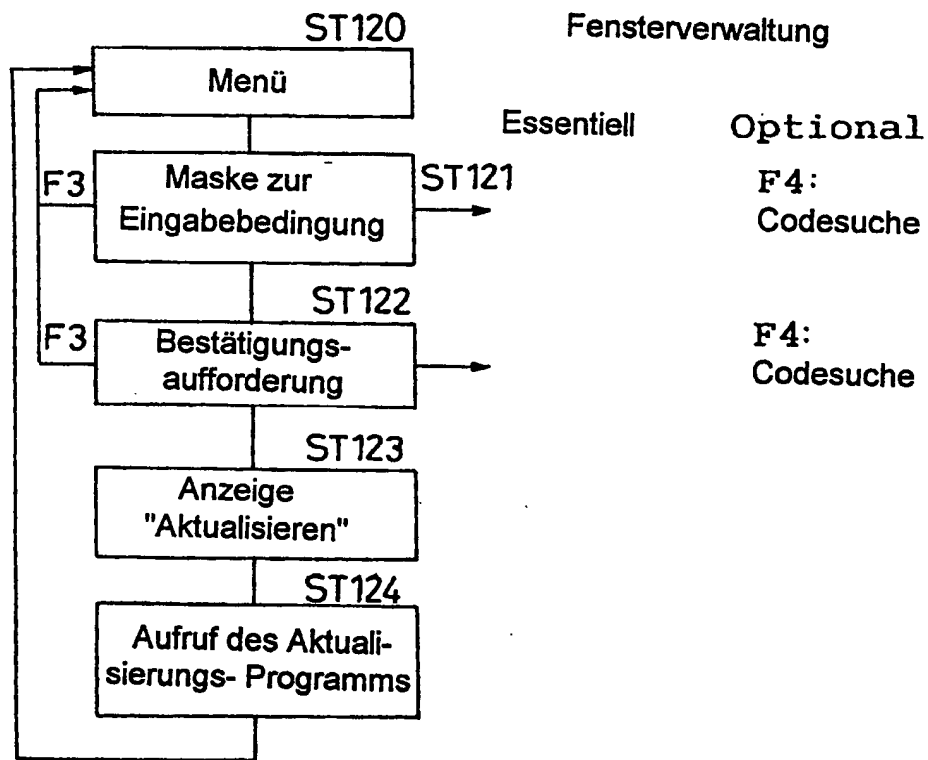 ST120
Fensterverwaltung
Menü
Essentiell
Optional
F3
Maske zur
Eingabebedingung
ST121
F4:
Codesuche
ST122
F3
Bestätigungs-
aufforderung
F4:
Codesuche
ST123
Anzeige
"Aktualisieren"
ST124
Aufruf des Aktuali-
sierungs- Programms